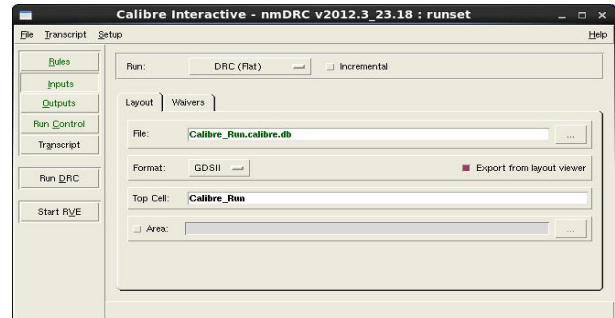 Calibre Interactive - nmDRC v2012.3_23.18 : runset
File Transcript Setup Help
Rules
Inputs
Outputs
Run Control
Transcript
Run DRC
Start RVE
Run: DRC (Flat) Incremental
Layout Waivers
File: Calibre_Run.calibre.db ...
Format: GDSII Export from layout viewer
Top Cell: Calibre_Run
Area: ...